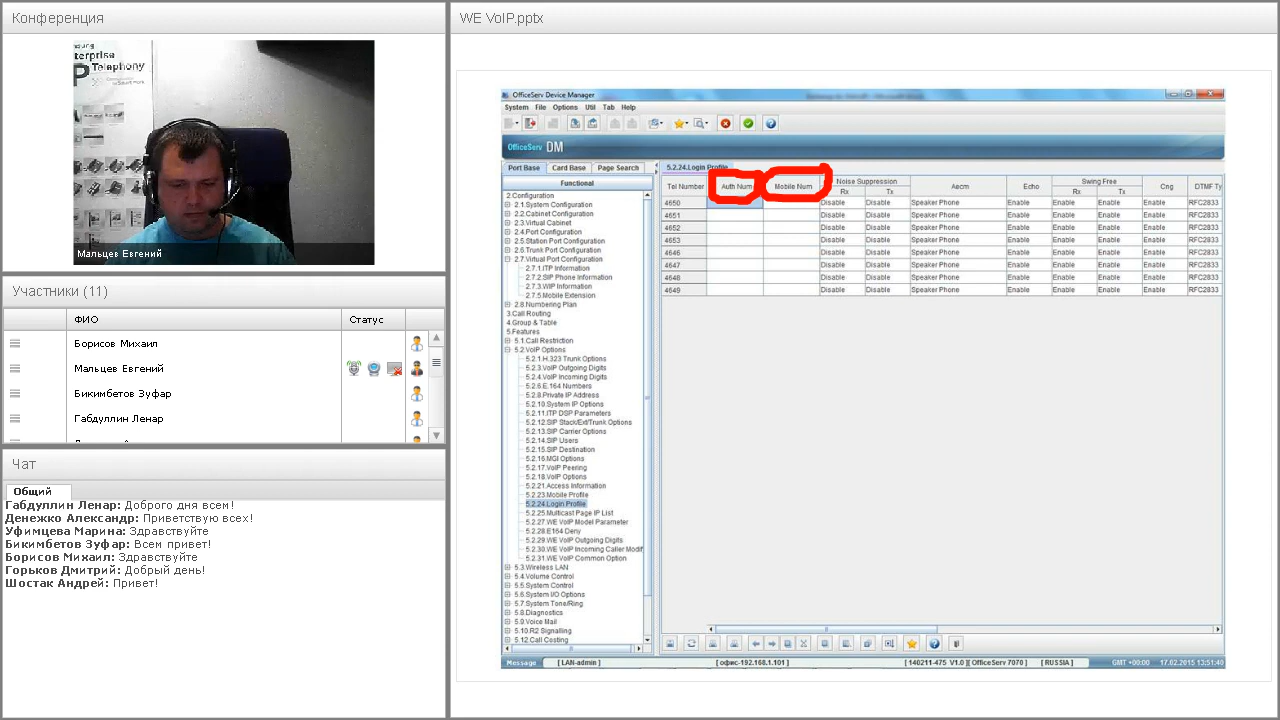 Конференция
sung
terprise
P Telephony
Мальцев Евгений
Участники (11)
ФИО
Статус
Борисов Михаил
Мальцев Евгений
Бикимбетов Зуфар
Габдуллин Ленар
Чат
Общий
Габдуллин Ленар: Доброго дня всем!
Денежко Александр: Приветствую всех!
Уфимцева Марина: Здравствуйте
Бикимбетов Зуфар: Всем привет!
Борисов Михаил: Здравствуйте
Горьков Дмитрий: Добрый день!
Шостак Андрей: Привет!
WE VoIP.pptx
OfficeServ Device Manager
System File Options Util Tab Help
OfficeServ DM
Port Base Card Base Page Search
Functional
2.Configuration
2.1.System Configuration
2.2.Cabinet Configuration
2.3.Virtual Cabinet
2.4.Port Configuration
2.5.Station Port Configuration
2.6.Trunk Port Configuration
2.7.Virtual Port Configuration
2.7.1.ITP Information
2.7.2.SIP Phone Information
2.7.3.WIP Information
2.7.5.Mobile Extension
2.8.Numbering Plan
3.Call Routing
4.Group & Table
5.Features
5.1.Call Restriction
5.2.VoIP Options
5.2.1.H.323 Trunk Options
5.2.3.VoIP Outgoing Digits
5.2.4.VoIP Incoming Digits
5.2.6.E.164 Numbers
5.2.8.Private IP Address
5.2.10.System IP Options
5.2.11.ITP DSP Parameters
5.2.12.SIP Stack/Ext/Trunk Options
5.2.13.SIP Carrier Options
5.2.14.SIP Users
5.2.15.SIP Destination
5.2.16.MGI Options
5.2.17.VoIP Peering
5.2.18.VoIP Options
5.2.21.Access Information
5.2.23.Mobile Profile
5.2.24.Login Profile
5.2.25.Multicast Page IP List
5.2.27.WE VoIP Model Parameter
5.2.28.E164 Deny
5.2.29.WE VoIP Outgoing Digits
5.2.30.WE VoIP Incoming Caller Modif
5.2.31.WE VoIP Common Option
5.3.Wireless LAN
5.4.Volume Control
5.5.System Control
5.6.System I/O Options
5.7.System Tone/Ring
5.8.Diagnostics
5.9.Voice Mail
5.10.R2 Signalling
5.12.Call Costing
5.2.24.Login Profile
Tel Number Auth Num Mobile Num Noise Suppression Aecm Echo Swing Free Cng DTMF Ty
Rx Tx Rx Tx
4650 Disable Disable Speaker Phone Enable Enable Enable Enable RFC2833
4651 Disable Disable Speaker Phone Enable Enable Enable Enable RFC2833
4652 Disable Disable Speaker Phone Enable Enable Enable Enable RFC2833
4653 Disable Disable Speaker Phone Enable Enable Enable Enable RFC2833
4646 Disable Disable Speaker Phone Enable Enable Enable Enable RFC2833
4647 Disable Disable Speaker Phone Enable Enable Enable Enable RFC2833
4648 Disable Disable Speaker Phone Enable Enable Enable Enable RFC2833
4649 Disable Disable Speaker Phone Enable Enable Enable Enable RFC2833
Message [ LAN-admin ] [ офис-192.168.1.101 ] [ 140211-475 V1.0 ][ OfficeServ 7070 ] [ RUSSIA ] GMT +00:00 17.02.2015 13:51:40